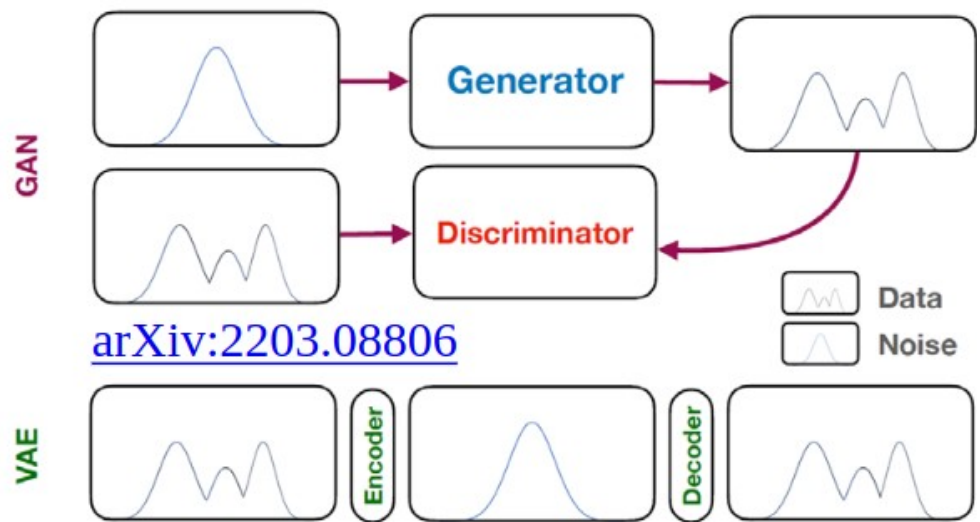 GAN
Generator
Discriminator
Data
Noise
arXiv:2203.08806
VAE
Encoder
Decoder